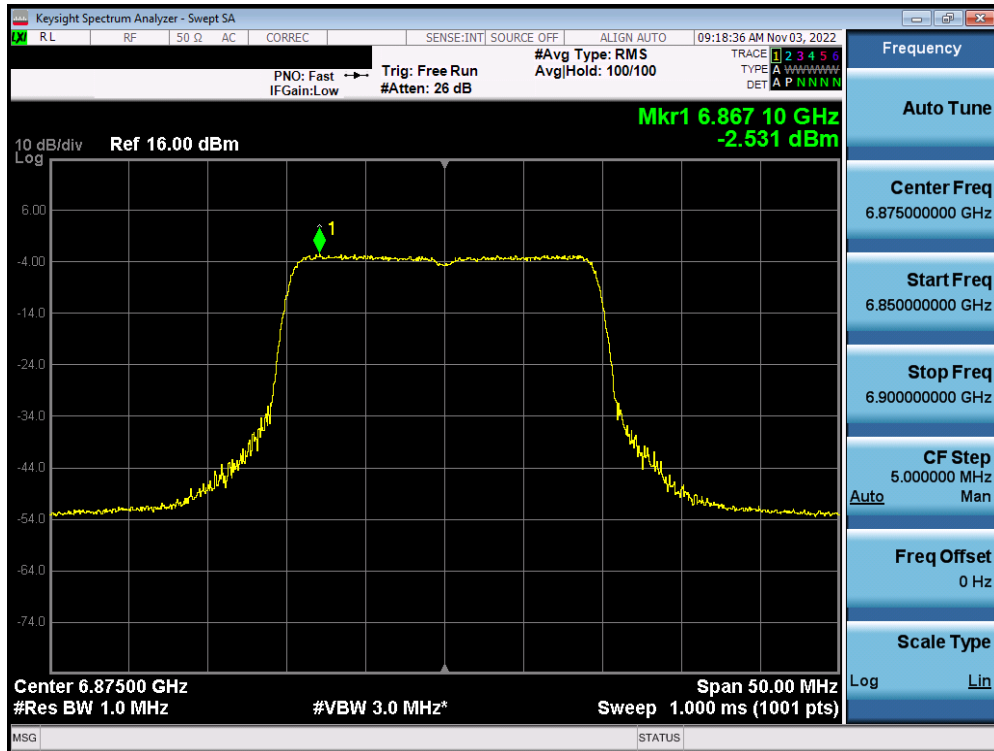 Keysight Spectrum Analyzer - Swept SA
LXI RL RF 50 Ω AC CORREC SENSE:INT SOURCE OFF ALIGN AUTO 09:18:36 AM Nov 03, 2022
PNO: Fast Trig: Free Run #Avg Type: RMS TRACE 1 2 3 4 5 6
IFGain:Low #Atten: 26 dB Avg|Hold: 100/100 TYPE A WWWWW
DET A P N N N N
Mkr1 6.867 10 GHz
-2.531 dBm
10 dB/div Ref 16.00 dBm
Log
1
6.00
-4.00
-14.0
-24.0
-34.0
-44.0
-54.0
-64.0
-74.0
Center 6.87500 GHz Span 50.00 MHz
#Res BW 1.0 MHz #VBW 3.0 MHz* Sweep 1.000 ms (1001 pts)
MSG STATUS
Frequency
Auto Tune
Center Freq
6.875000000 GHz
Start Freq
6.850000000 GHz
Stop Freq
6.900000000 GHz
CF Step
5.000000 MHz
Auto Man
Freq Offset
0 Hz
Scale Type
Log Lin